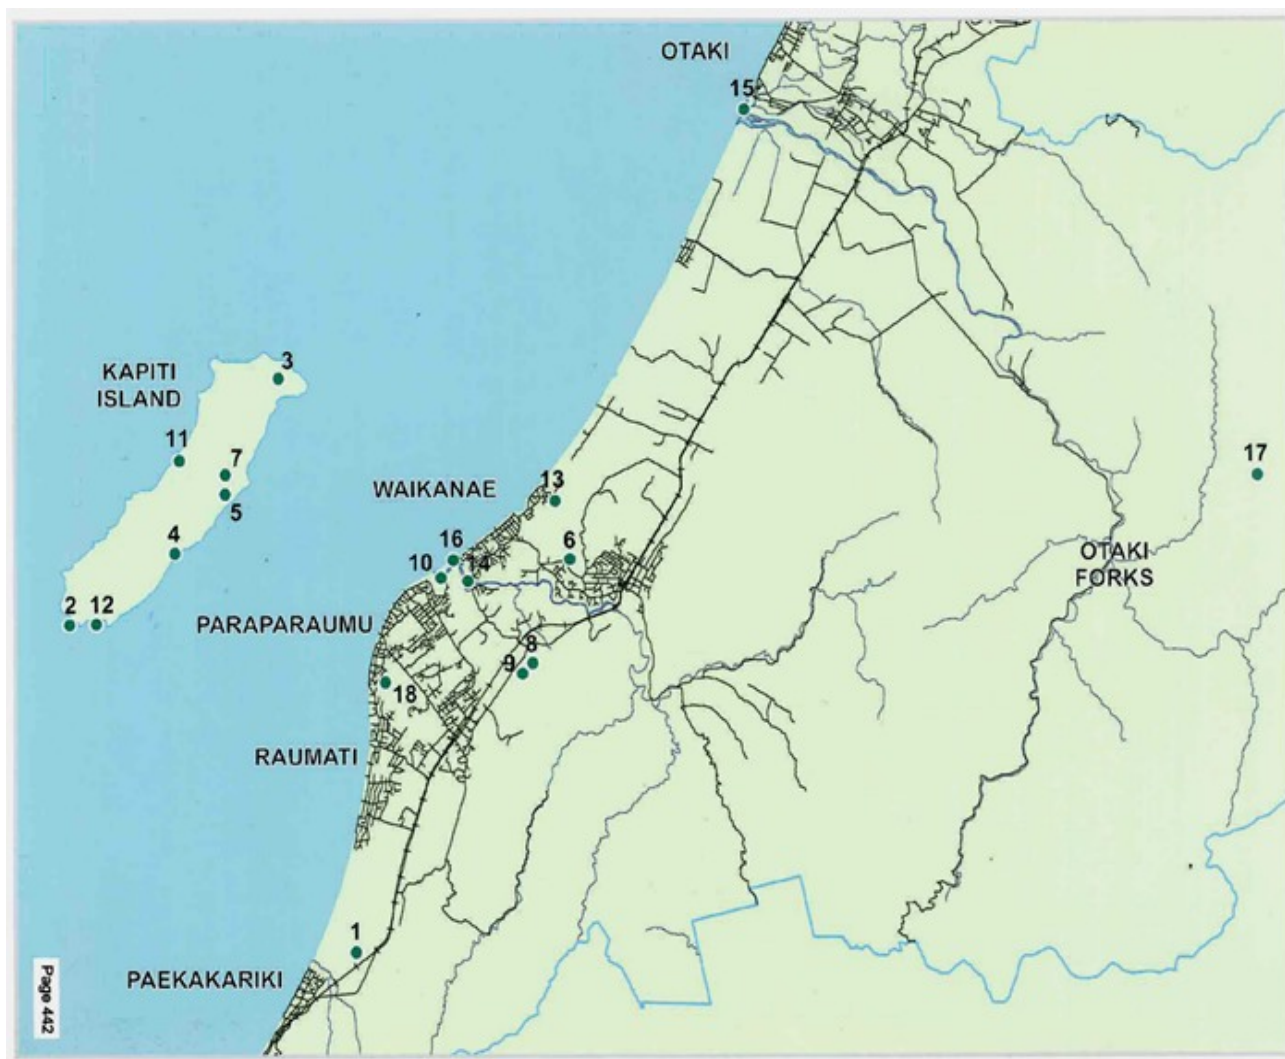 OTAKI
15
3
KAPITI
ISLAND
11
7
17
WAIKANAE
13
5
4
16
6
10
14
OTAKI
FORKS
2
12
PARAPARAUMU
8
9
18
RAUMATI
1
PAEKAKARIKI
Page 442